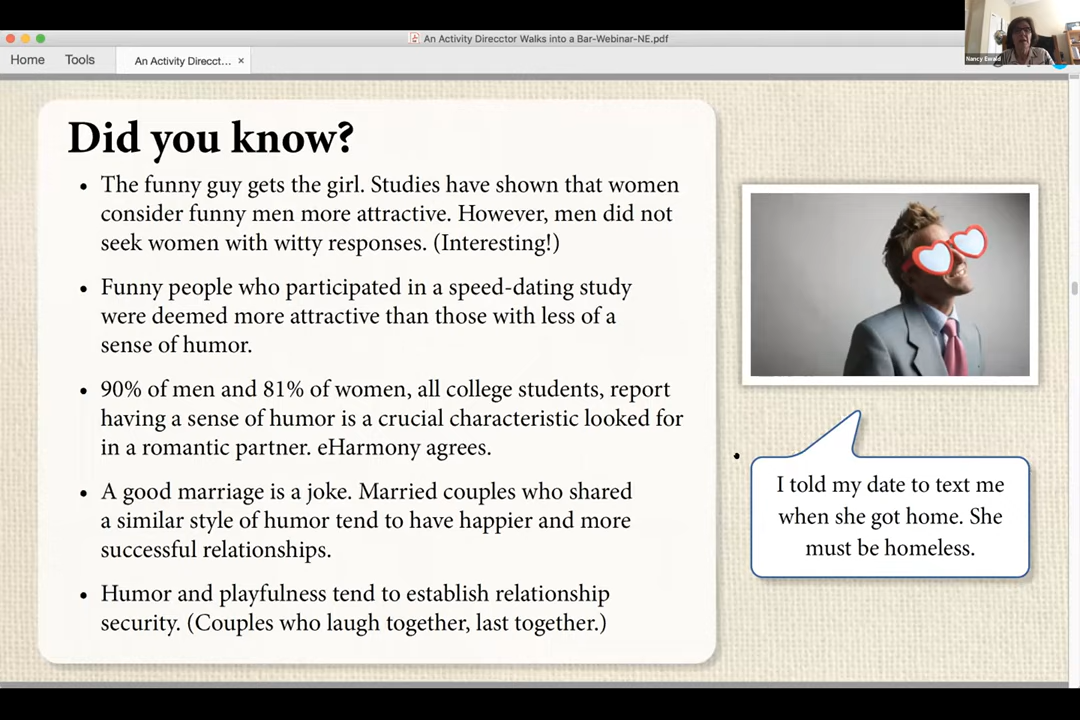 An Activity Direcctor Walks into a Bar-Webinar-NE.pdf
Home
Tools
An Activity Direcct... ×
Nancy Ewald
Did you know?
• The funny guy gets the girl. Studies have shown that women
consider funny men more attractive. However, men did not
seek women with witty responses. (Interesting!)
• Funny people who participated in a speed-dating study
were deemed more attractive than those with less of a
sense of humor.
• 90% of men and 81% of women, all college students, report
having a sense of humor is a crucial characteristic looked for
in a romantic partner. eHarmony agrees.
• A good marriage is a joke. Married couples who shared
a similar style of humor tend to have happier and more
successful relationships.
• Humor and playfulness tend to establish relationship
security. (Couples who laugh together, last together.)
I told my date to text me
when she got home. She
must be homeless.